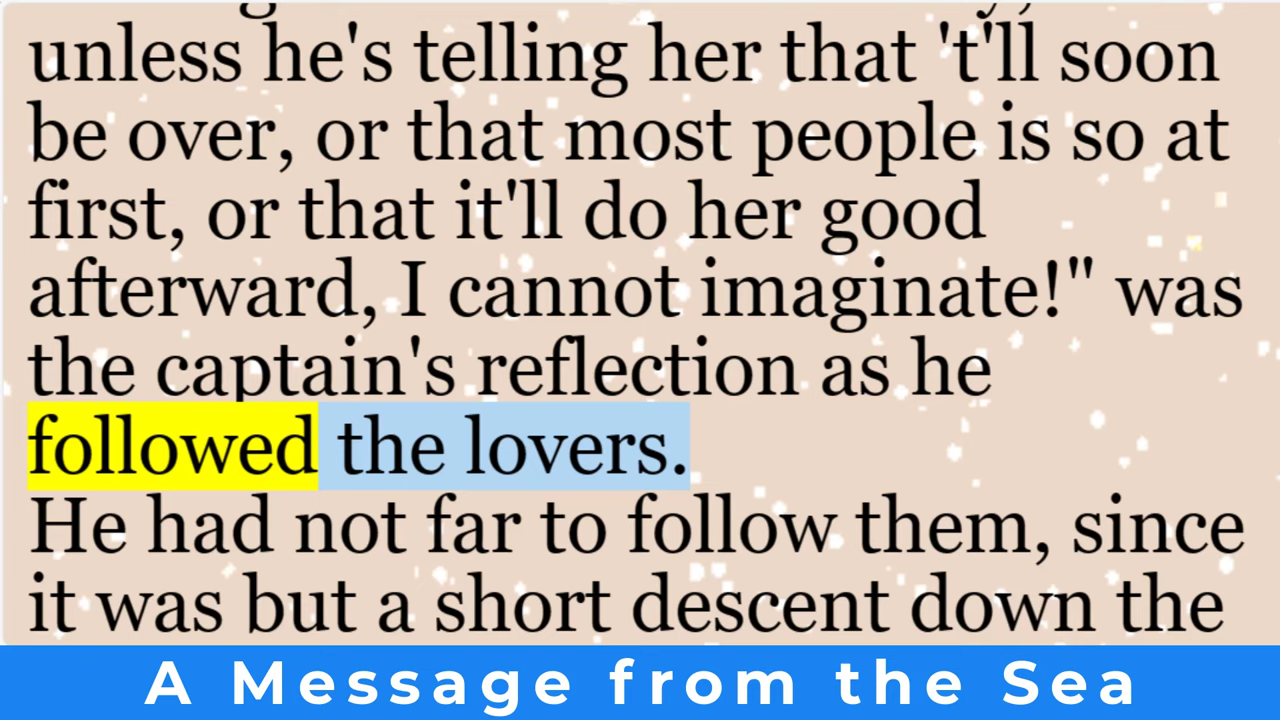 unless he's telling her that 't'll soon
be over, or that most people is so at
first, or that it'll do her good
afterward, I cannot imaginate!" was
the captain's reflection as he
followed the lovers.
He had not far to follow them, since
it was but a short descent down the
A Message from the Sea